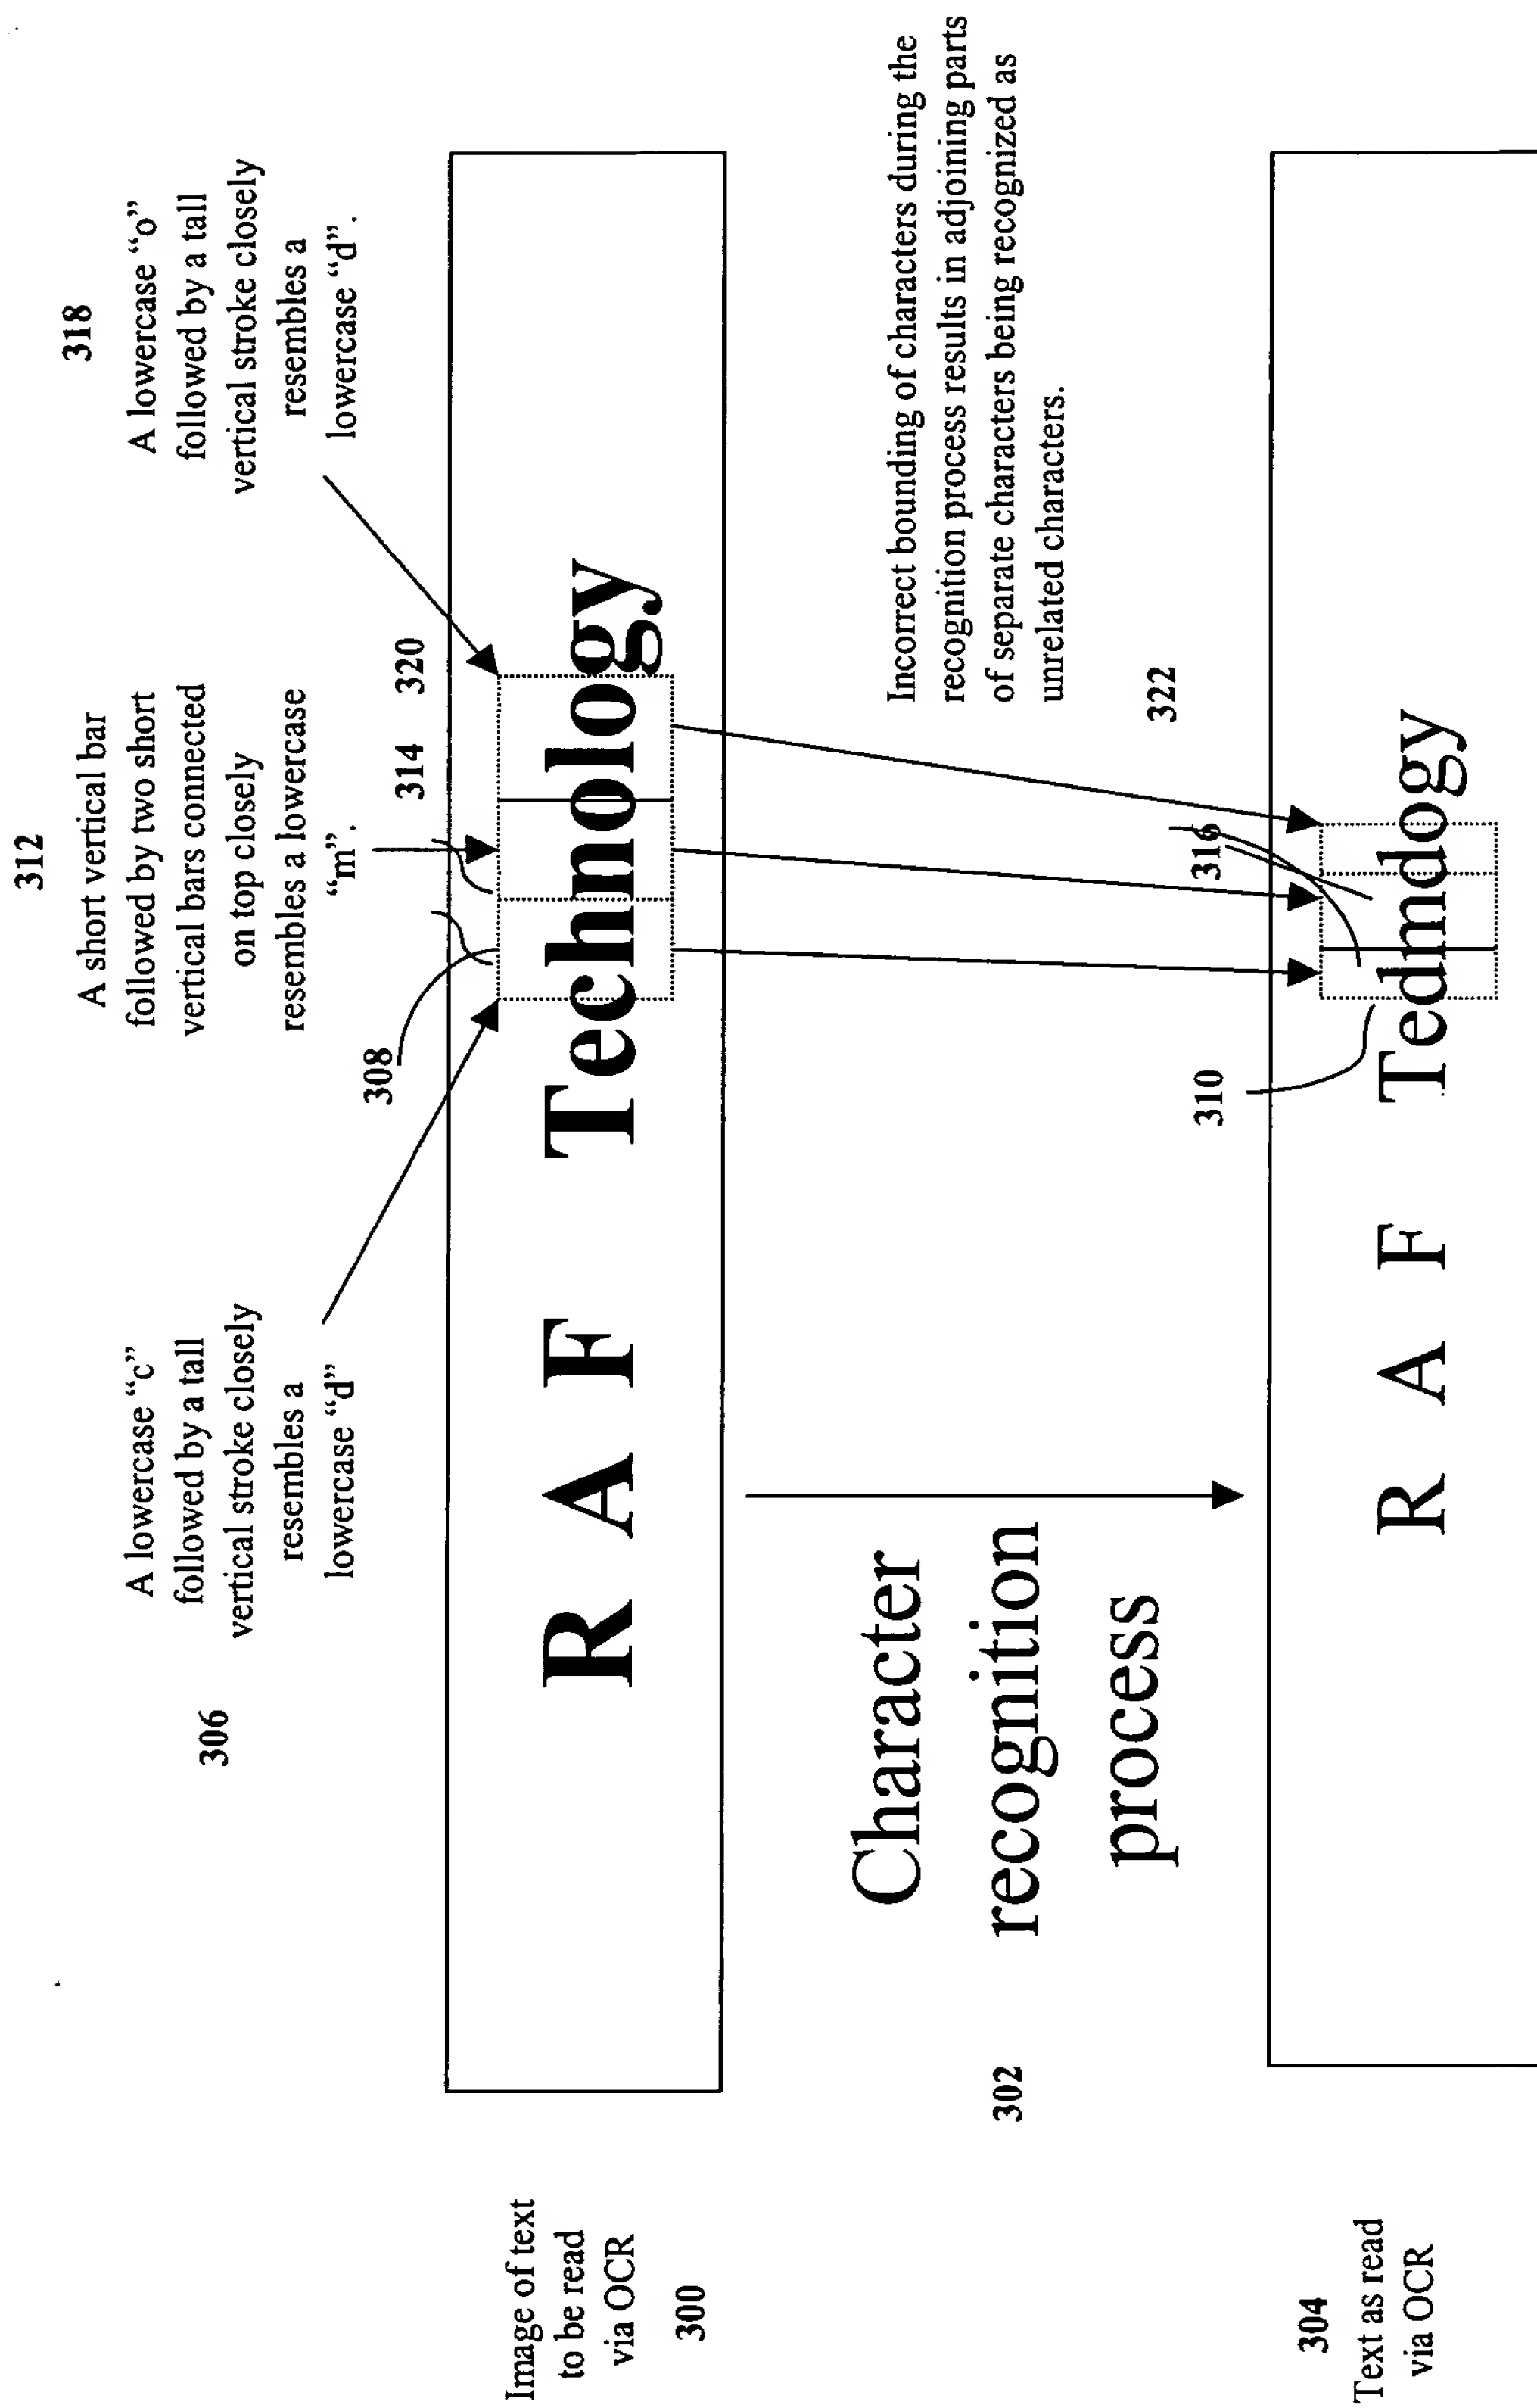 312
318
A short vertical bar
followed by two short
vertical bars connected
on top closely
resembles a lowercase
“m”.
306
A lowercase “c”
followed by a tall
vertical stroke closely
resembles a
lowercase “d”
A lowercase “o”
followed by a tall
vertical stroke closely
resembles a
lowercase “d”.
308
314 320
Image of text
to be read
via OCR
300
R A F Technology
302
Character
recognition
process
Incorrect bounding of characters during the
recognition process results in adjoining parts
of separate characters being recognized as
unrelated characters.
322
310
316
304
Text as read
via OCR
R A F Tedmdogy